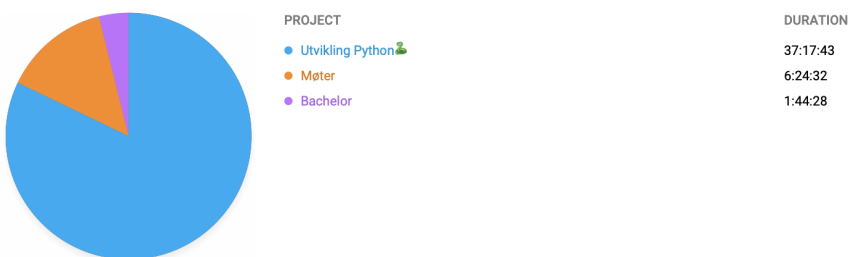 PROJECT DURATION
Utvikling Python🐍 37:17:43
Møter 6:24:32
Bachelor 1:44:28